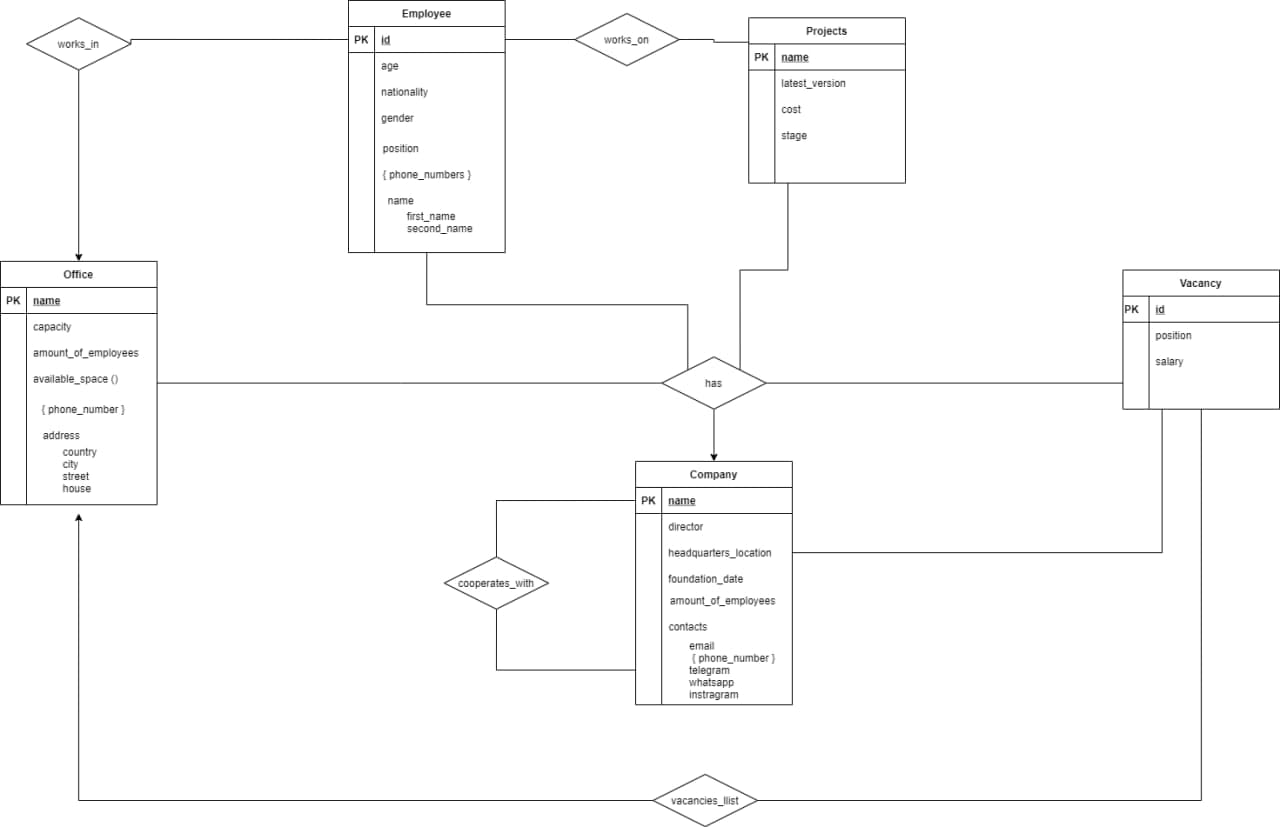 works_in
Employee
PK id
age
nationality
gender
position
{ phone_numbers }
name
first_name
second_name
works_on
Projects
PK name
latest_version
cost
stage
Office
PK name
capacity
amount_of_employees
available_space ()
{ phone_number }
address
country
city
street
house
has
Vacancy
PK id
position
salary
Company
PK name
director
headquarters_location
foundation_date
amount_of_employees
contacts
email
{ phone_number }
telegram
whatsapp
instragram
cooperates_with
vacancies_llist